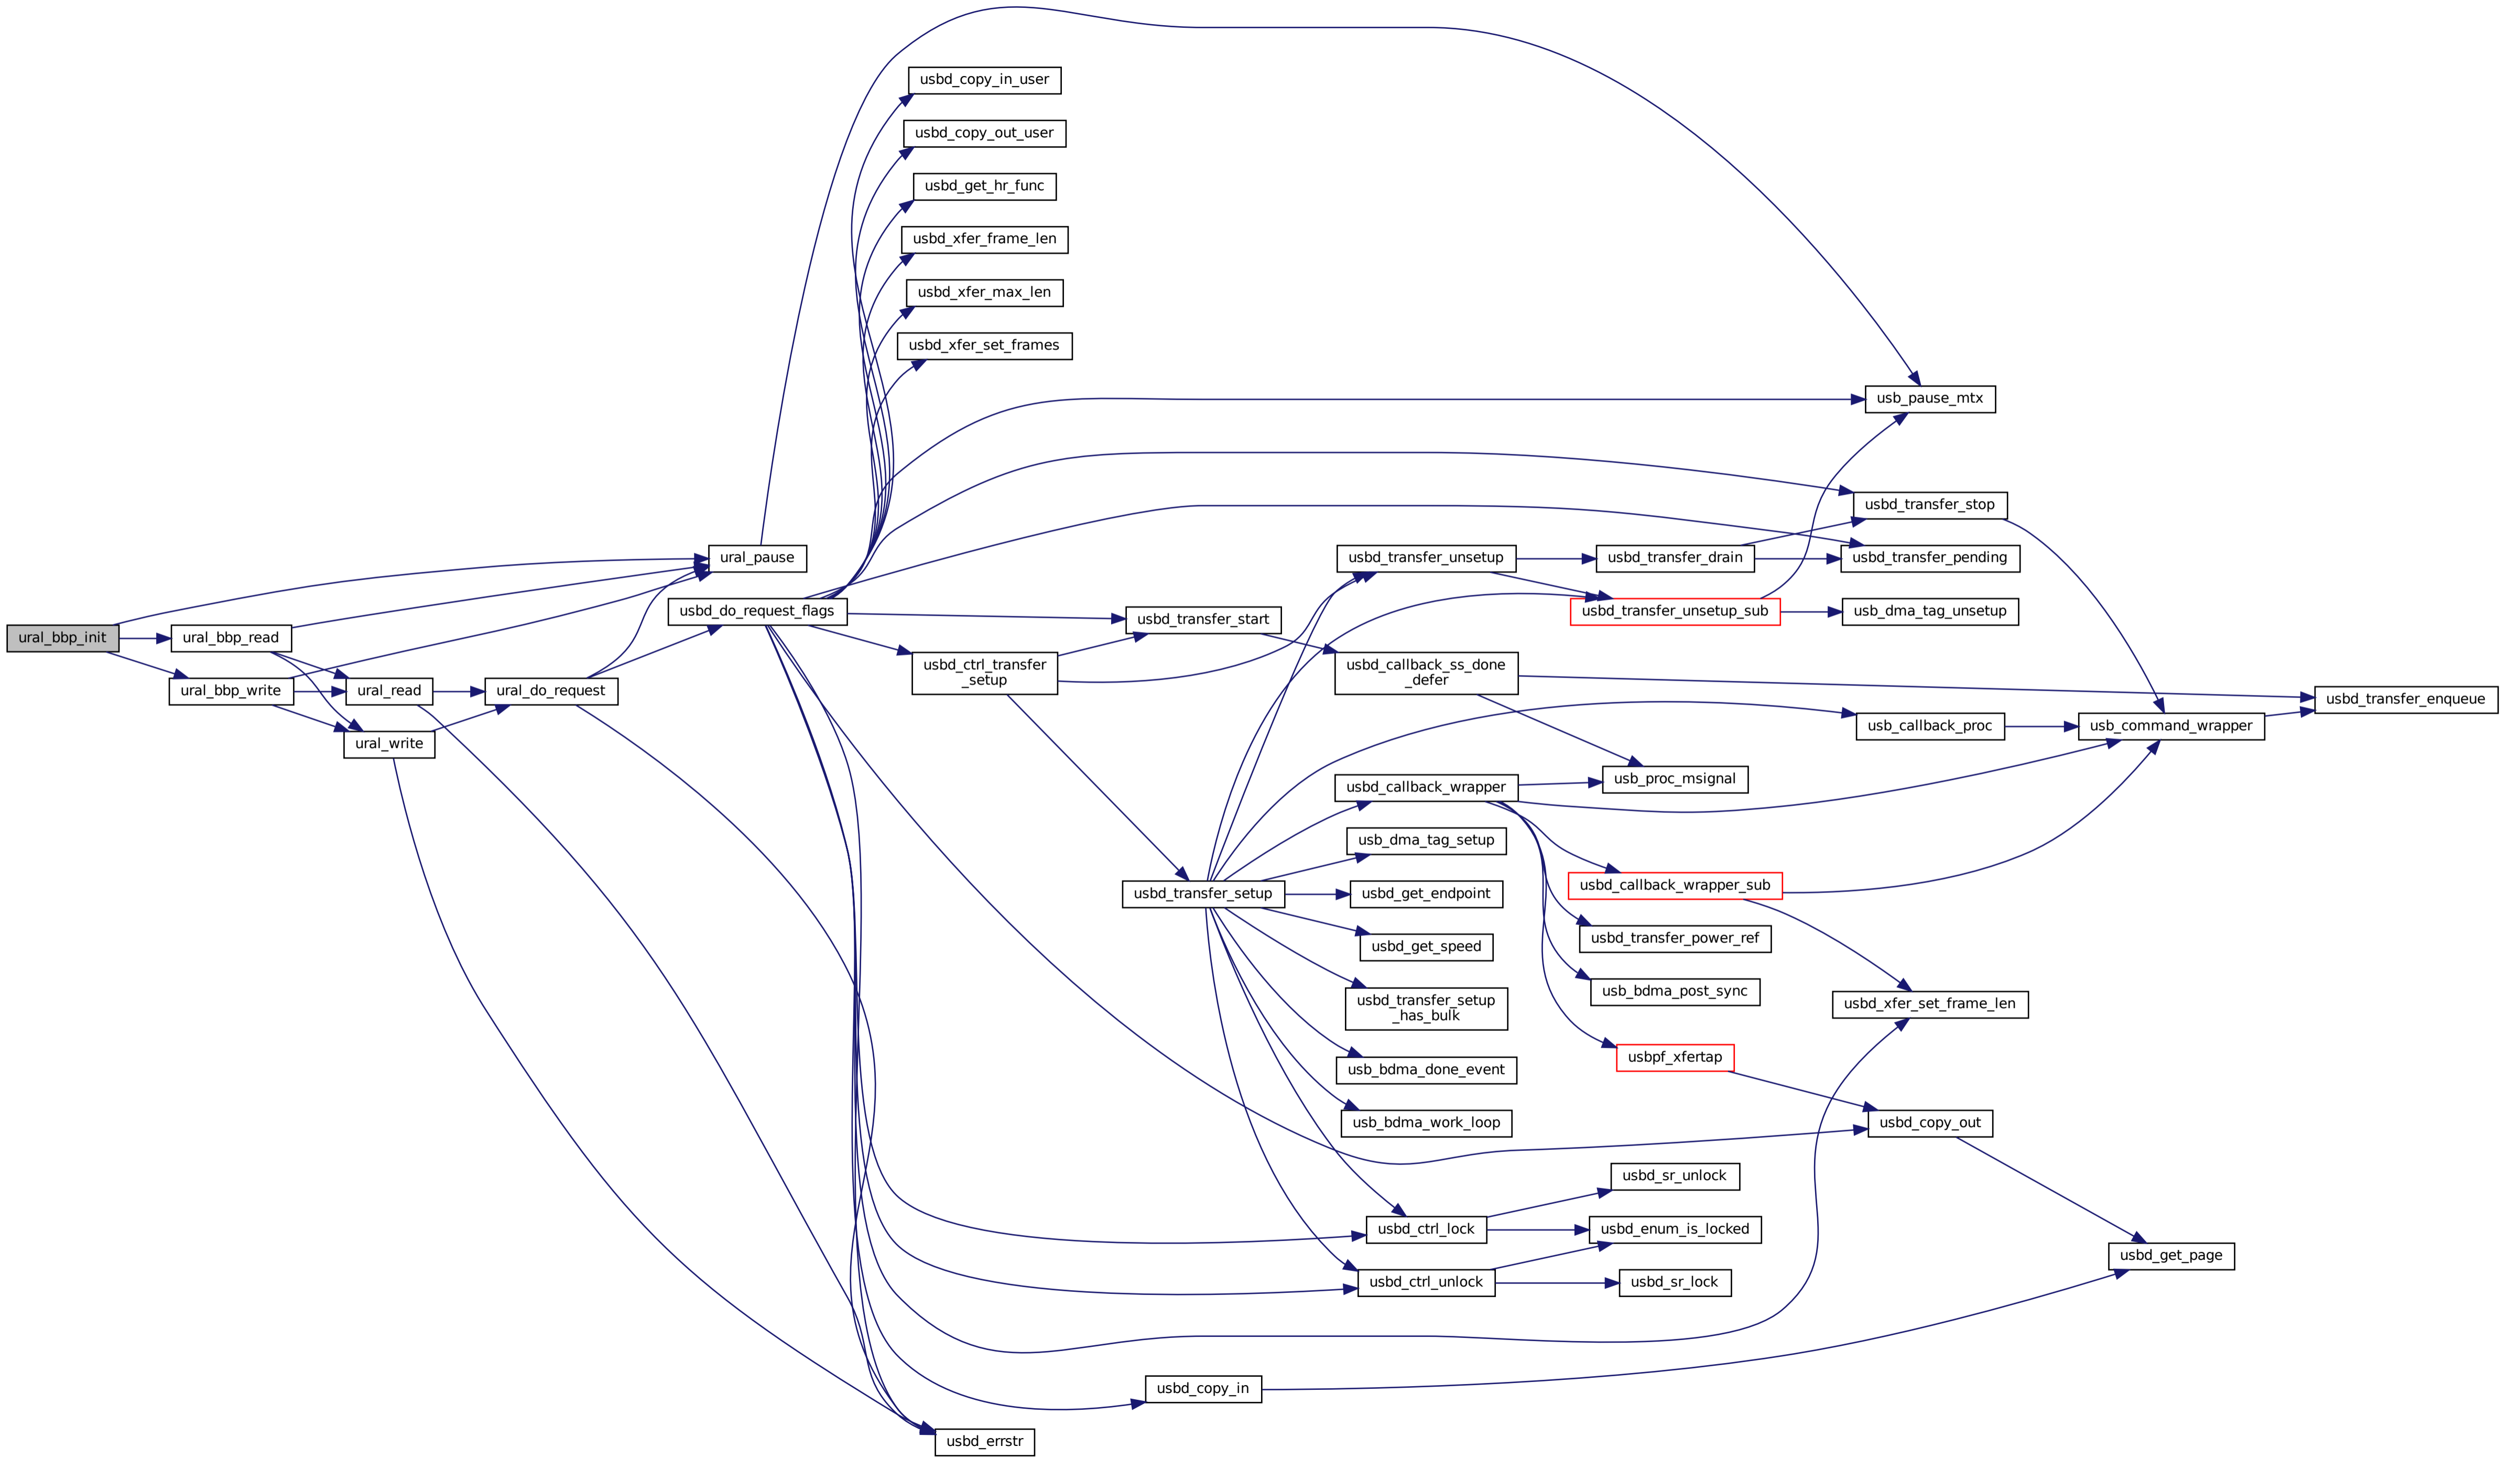 usbd_copy_in_user
usbd_copy_out_user
usbd_get_hr_func
usbd_xfer_frame_len
usbd_xfer_max_len
usbd_xfer_set_frames
usb_pause_mtx
usbd_transfer_stop
ural_pause
usbd_transfer_unsetup
usbd_transfer_drain
usbd_transfer_pending
usbd_do_request_flags
usbd_transfer_start
usbd_transfer_unsetup_sub
usb_dma_tag_unsetup
ural_bbp_init
ural_bbp_read
usbd_ctrl_transfer
_setup
usbd_callback_ss_done
_defer
ural_bbp_write
ural_read
ural_do_request
usbd_transfer_enqueue
ural_write
usb_callback_proc
usb_command_wrapper
usbd_callback_wrapper
usb_proc_msignal
usb_dma_tag_setup
usbd_transfer_setup
usbd_get_endpoint
usbd_callback_wrapper_sub
usbd_get_speed
usbd_transfer_power_ref
usbd_transfer_setup
_has_bulk
usb_bdma_post_sync
usbd_xfer_set_frame_len
usb_bdma_done_event
usbpf_xfertap
usb_bdma_work_loop
usbd_copy_out
usbd_sr_unlock
usbd_ctrl_lock
usbd_enum_is_locked
usbd_get_page
usbd_ctrl_unlock
usbd_sr_lock
usbd_copy_in
usbd_errstr